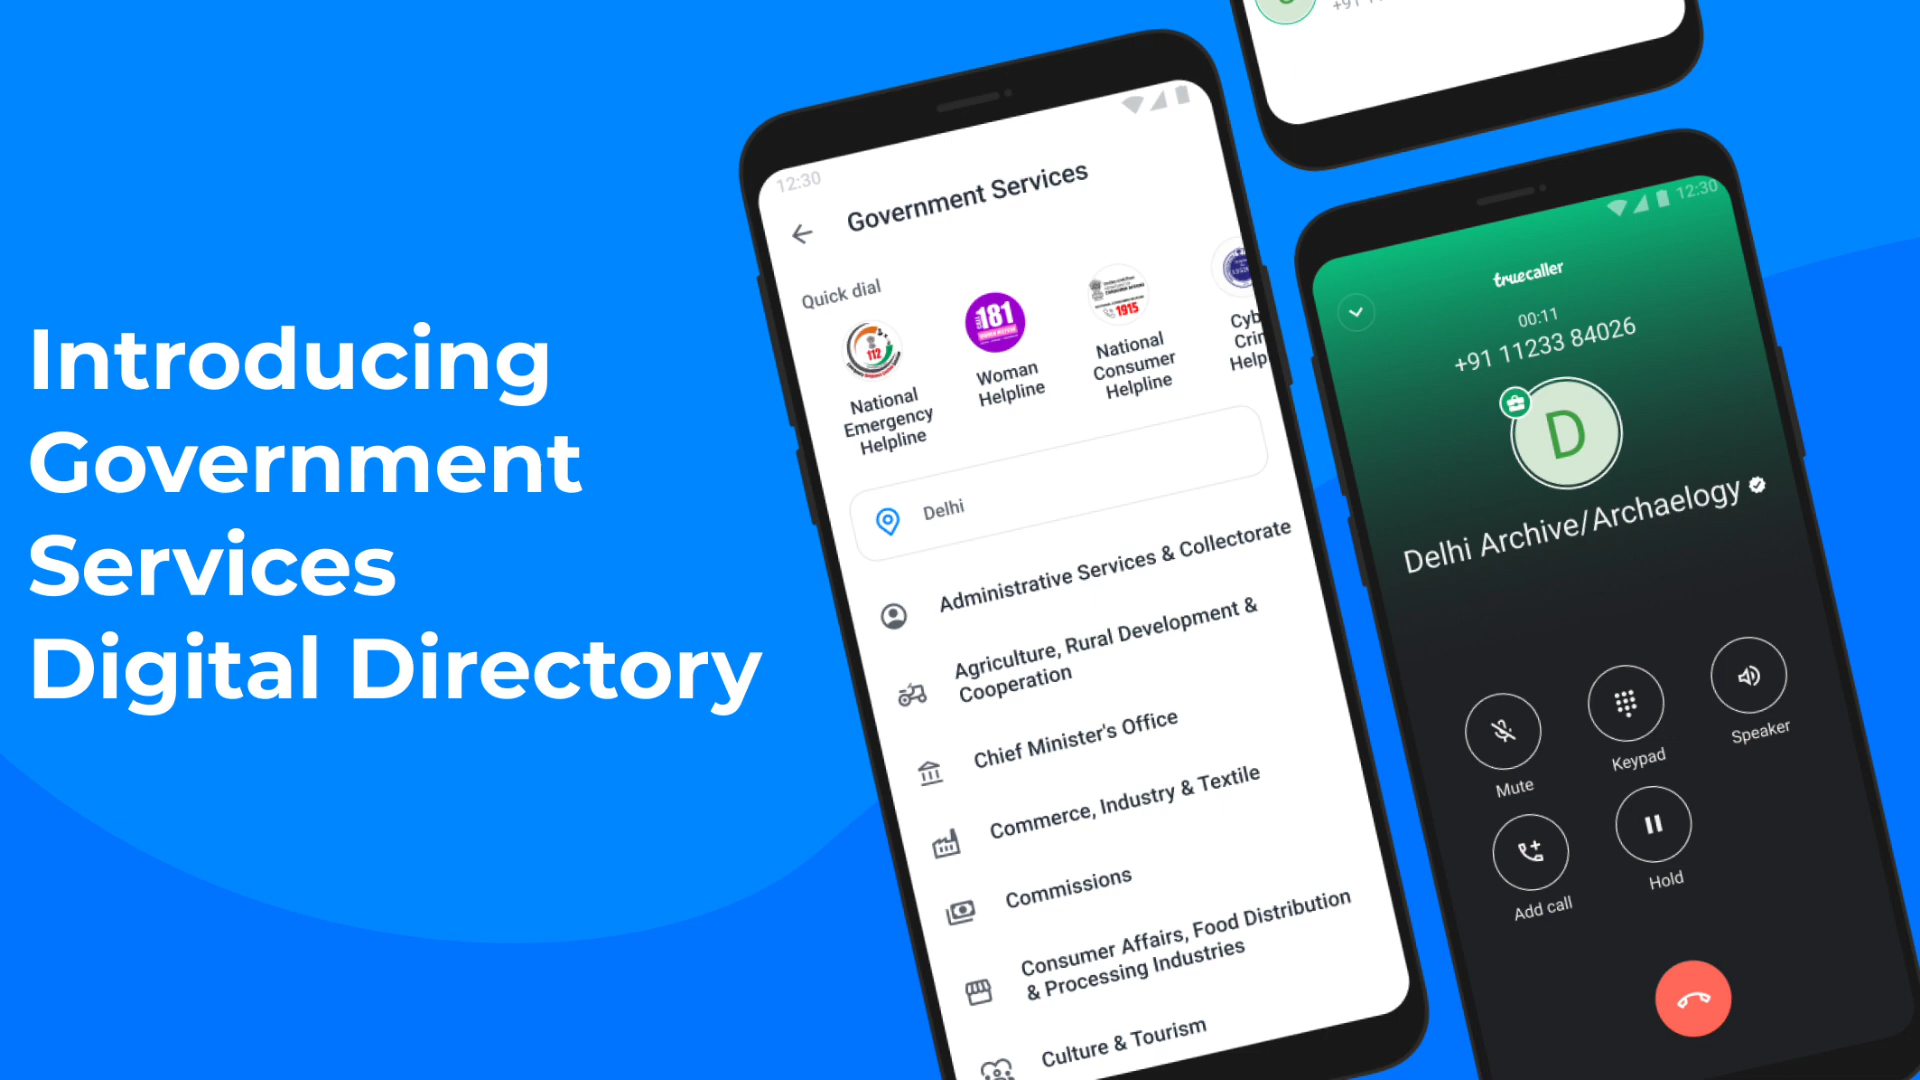 Introducing
Government
Services
Digital Directory
12:30
Government Services
Quick dial
112
National
Emergency
Helpline
181
Woman
Helpline
1915
National
Consumer
Helpline
Delhi
Administrative Services & Collectorate
Agriculture, Rural Development &
Cooperation
Chief Minister's Office
Commerce, Industry & Textile
Commissions
Consumer Affairs, Food Distribution
& Processing Industries
Culture & Tourism
12:30
truecaller
00:11
+91 11233 84026
D
Delhi Archive/Archaelogy
Mute
Keypad
Speaker
Add call
Hold